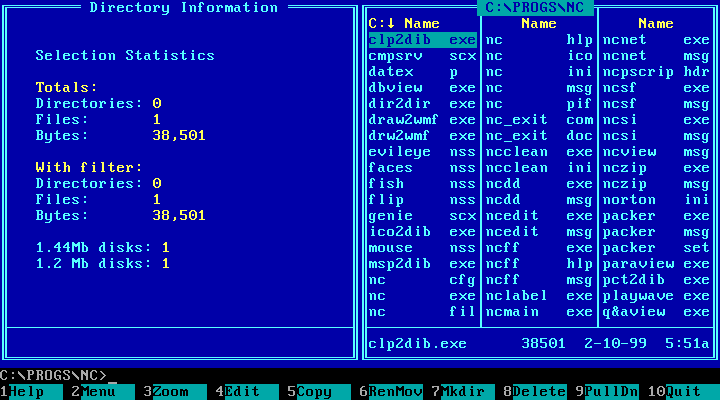 Directory Information
Selection Statistics
Totals:
Directories: 0
Files: 1
Bytes: 38,501
With filter:
Directories: 0
Files: 1
Bytes: 38,501
1.44Mb disks: 1
1.2 Mb disks: 1
C:\PROGS\NC
C:↓ Name Name Name
clp2dib exe nc hlp ncnet exe
cmpsrv scx nc ico ncnet msg
datex p nc ini ncpscrip hdr
dbview exe nc msg ncsf exe
dir2dir exe nc pif ncsf msg
draw2wmf exe nc_exit com ncsi exe
drw2wmf exe nc_exit doc ncsi msg
evileye nss ncclean exe ncview msg
faces nss ncclean ini nczip exe
fish nss ncdd exe nczip msg
flip nss ncdd msg norton ini
genie scx ncedit exe packer exe
ico2dib exe ncedit msg packer msg
mouse nss ncff exe packer set
msp2dib exe ncff hlp paraview exe
nc cfg ncff msg pct2dib exe
nc exe nclabel exe playwave exe
nc fil ncmain exe q&aview exe
clp2dib.exe 38501 2-10-99 5:51a
C:\PROGS\NC>_
1Help 2Menu 3Zoom 4Edit 5Copy 6RenMov 7Mkdir 8Delete 9PullDn 10Quit